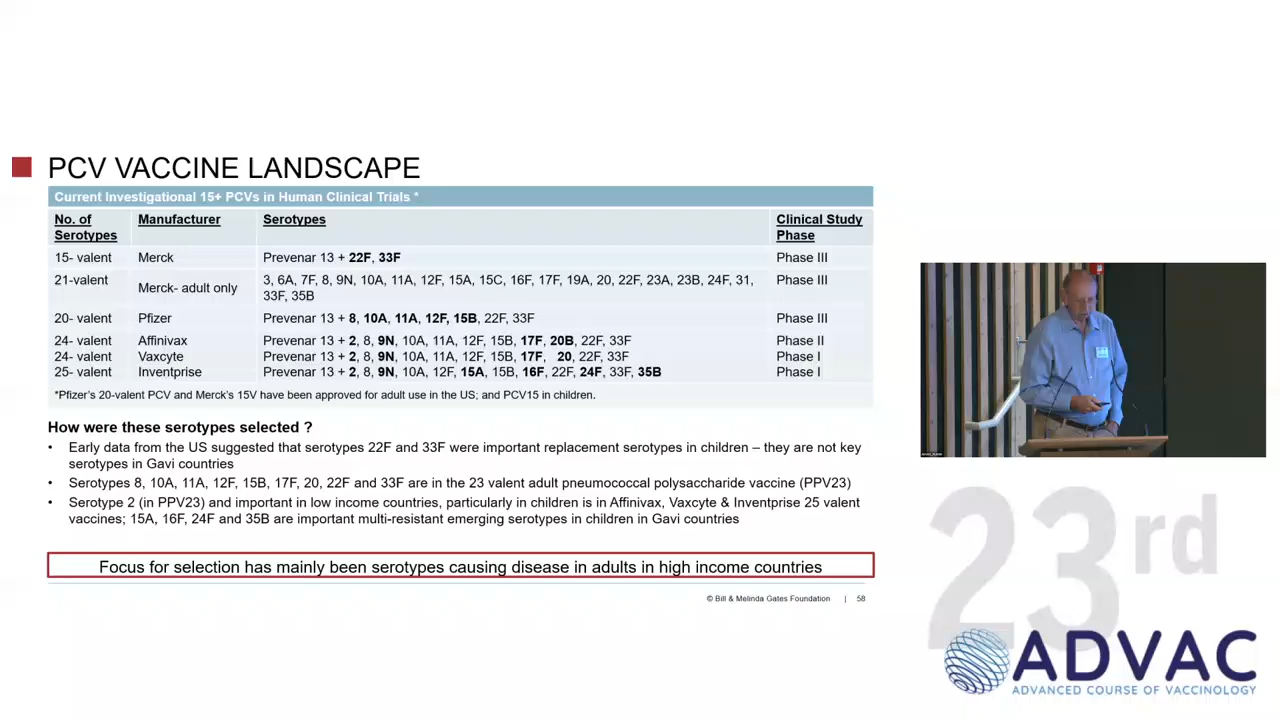 PCV VACCINE LANDSCAPE
Current Investigational 15+ PCVs in Human Clinical Trials *
No. of Serotypes Manufacturer Serotypes Clinical Study Phase
15- valent Merck Prevenar 13 + 22F, 33F Phase III
21-valent Merck- adult only 3, 6A, 7F, 8, 9N, 10A, 11A, 12F, 15A, 15C, 16F, 17F, 19A, 20, 22F, 23A, 23B, 24F, 31, Phase III
33F, 35B
20- valent Pfizer Prevenar 13 + 8, 10A, 11A, 12F, 15B, 22F, 33F Phase III
24- valent Affinivax Prevenar 13 + 2, 8, 9N, 10A, 11A, 12F, 15B, 17F, 20B, 22F, 33F Phase II
24- valent Vaxcyte Prevenar 13 + 2, 8, 9N, 10A, 11A, 12F, 15B, 17F, 20, 22F, 33F Phase I
25- valent Inventprise Prevenar 13 + 2, 8, 9N, 10A, 12F, 15A, 15B, 16F, 22F, 24F, 33F, 35B Phase I
*Pfizer's 20-valent PCV and Merck's 15V have been approved for adult use in the US; and PCV15 in children.
How were these serotypes selected ?
• Early data from the US suggested that serotypes 22F and 33F were important replacement serotypes in children – they are not key
serotypes in Gavi countries
• Serotypes 8, 10A, 11A, 12F, 15B, 17F, 20, 22F and 33F are in the 23 valent adult pneumococcal polysaccharide vaccine (PPV23)
• Serotype 2 (in PPV23) and important in low income countries, particularly in children is in Affinivax, Vaxcyte & Inventprise 25 valent
vaccines; 15A, 16F, 24F and 35B are important multi-resistant emerging serotypes in children in Gavi countries
Focus for selection has mainly been serotypes causing disease in adults in high income countries
© Bill & Melinda Gates Foundation | 58
23rd
ADVAC
ADVANCED COURSE OF VACCINOLOGY